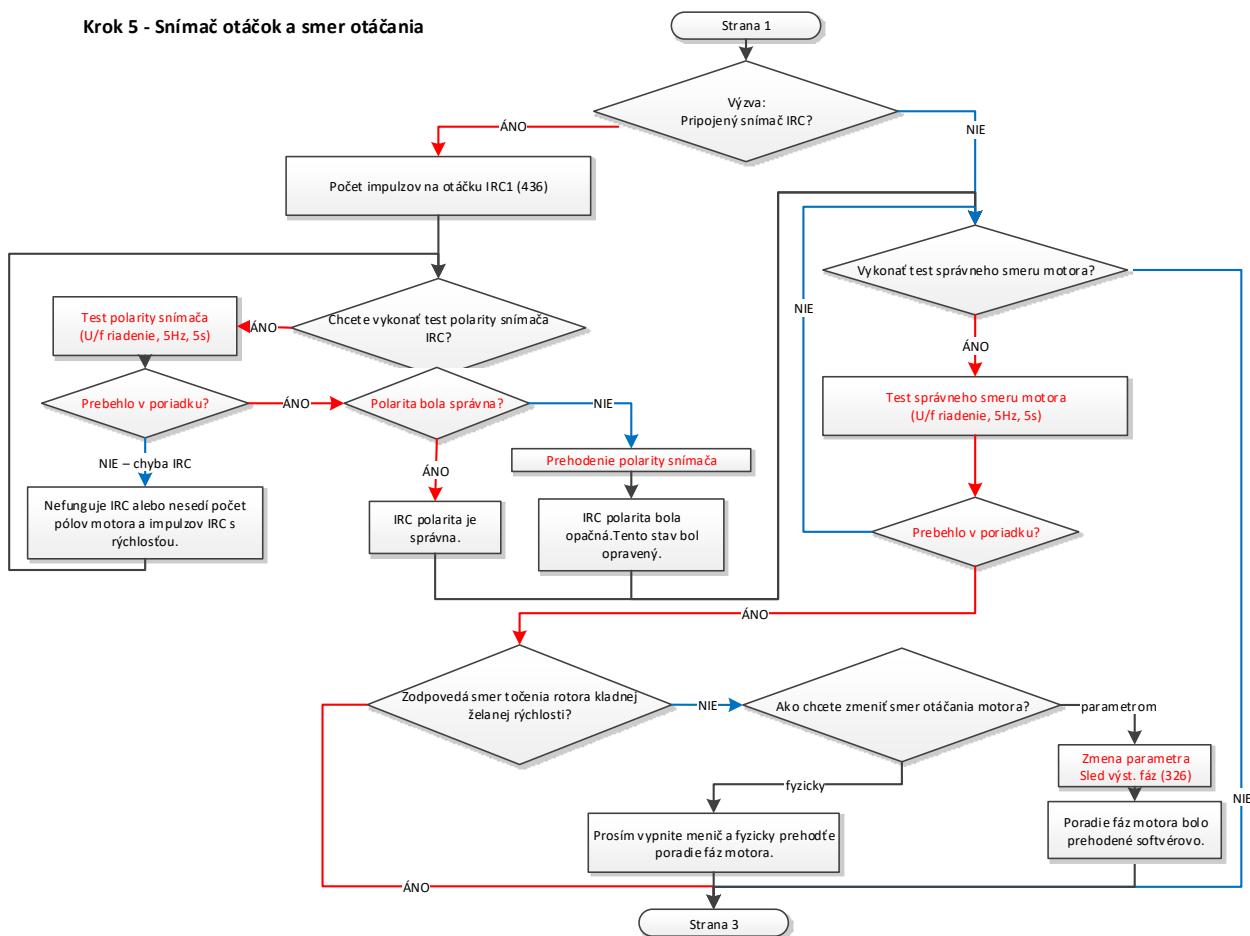 Krok 5 - Snímač otáčok a smer otáčania
Strana 1
Výzva:
Pripojený snímač IRC?
ÁNO
NIE
Počet impulzov na otáčku IRC1 (436)
Vykonať test správneho smeru motora?
NIE
NIE
Test polarity snímača
(U/f riadenie, 5Hz, 5s)
ÁNO
Chcete vykonať test polarity snímača
IRC?
ÁNO
Test správneho smeru motora
(U/f riadenie, 5Hz, 5s)
Prebehlo v poriadku?
ÁNO
Polarita bola správna?
NIE
NIE – chyba IRC
ÁNO
Prehodenie polarity snímača
Nefunguje IRC alebo nesedí počet
pólov motora a impulzov IRC s
rýchlosťou.
IRC polarita je
správna.
IRC polarita bola
opačná.Tento stav bol
opravený.
Prebehlo v poriadku?
ÁNO
Zodpovedá smer točenia rotora kladnej
želanej rýchlosti?
NIE
Ako chcete zmeniť smer otáčania motora?
parametrom
Zmena parametra
Sled výst. fáz (326)
fyzicky
NIE
Prosím vypnite menič a fyzicky prehoďte
poradie fáz motora.
Poradie fáz motora bolo
prehodené softvérovo.
ÁNO
Strana 3